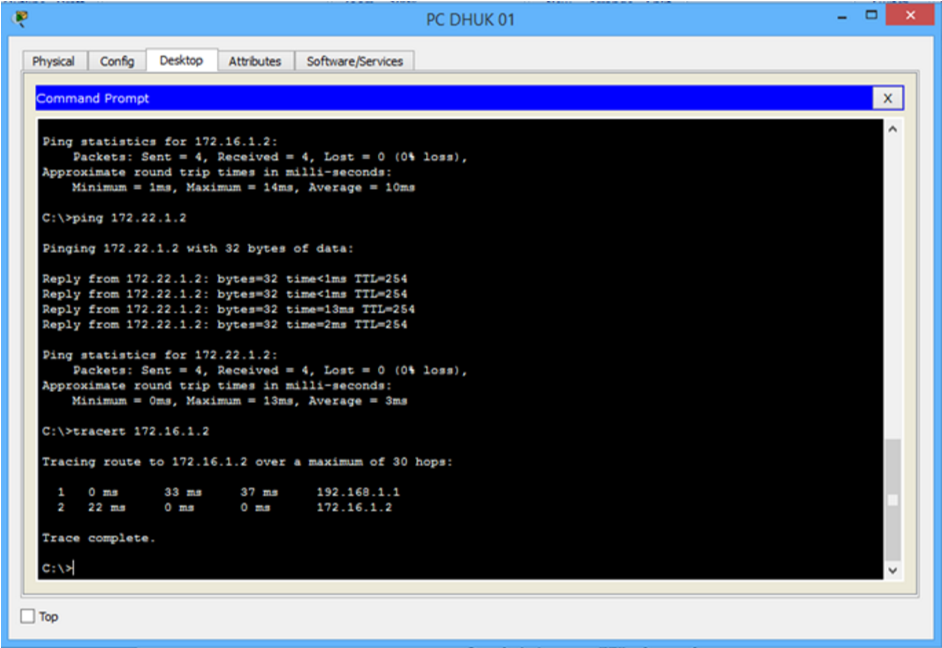 PC DHUK 01
Physical Config Desktop Attributes Software/Services
Command Prompt X
Ping statistics for 172.16.1.2:
Packets: Sent = 4, Received = 4, Lost = 0 (0% loss),
Approximate round trip times in milli-seconds:
Minimum = 1ms, Maximum = 14ms, Average = 10ms
C:\>ping 172.22.1.2
Pinging 172.22.1.2 with 32 bytes of data:
Reply from 172.22.1.2: bytes=32 time<1ms TTL=254
Reply from 172.22.1.2: bytes=32 time<1ms TTL=254
Reply from 172.22.1.2: bytes=32 time=13ms TTL=254
Reply from 172.22.1.2: bytes=32 time=2ms TTL=254
Ping statistics for 172.22.1.2:
Packets: Sent = 4, Received = 4, Lost = 0 (0% loss),
Approximate round trip times in milli-seconds:
Minimum = 0ms, Maximum = 13ms, Average = 3ms
C:\>tracert 172.16.1.2
Tracing route to 172.16.1.2 over a maximum of 30 hops:
1 0 ms 33 ms 37 ms 192.168.1.1
2 22 ms 0 ms 0 ms 172.16.1.2
Trace complete.
C:\>
Top